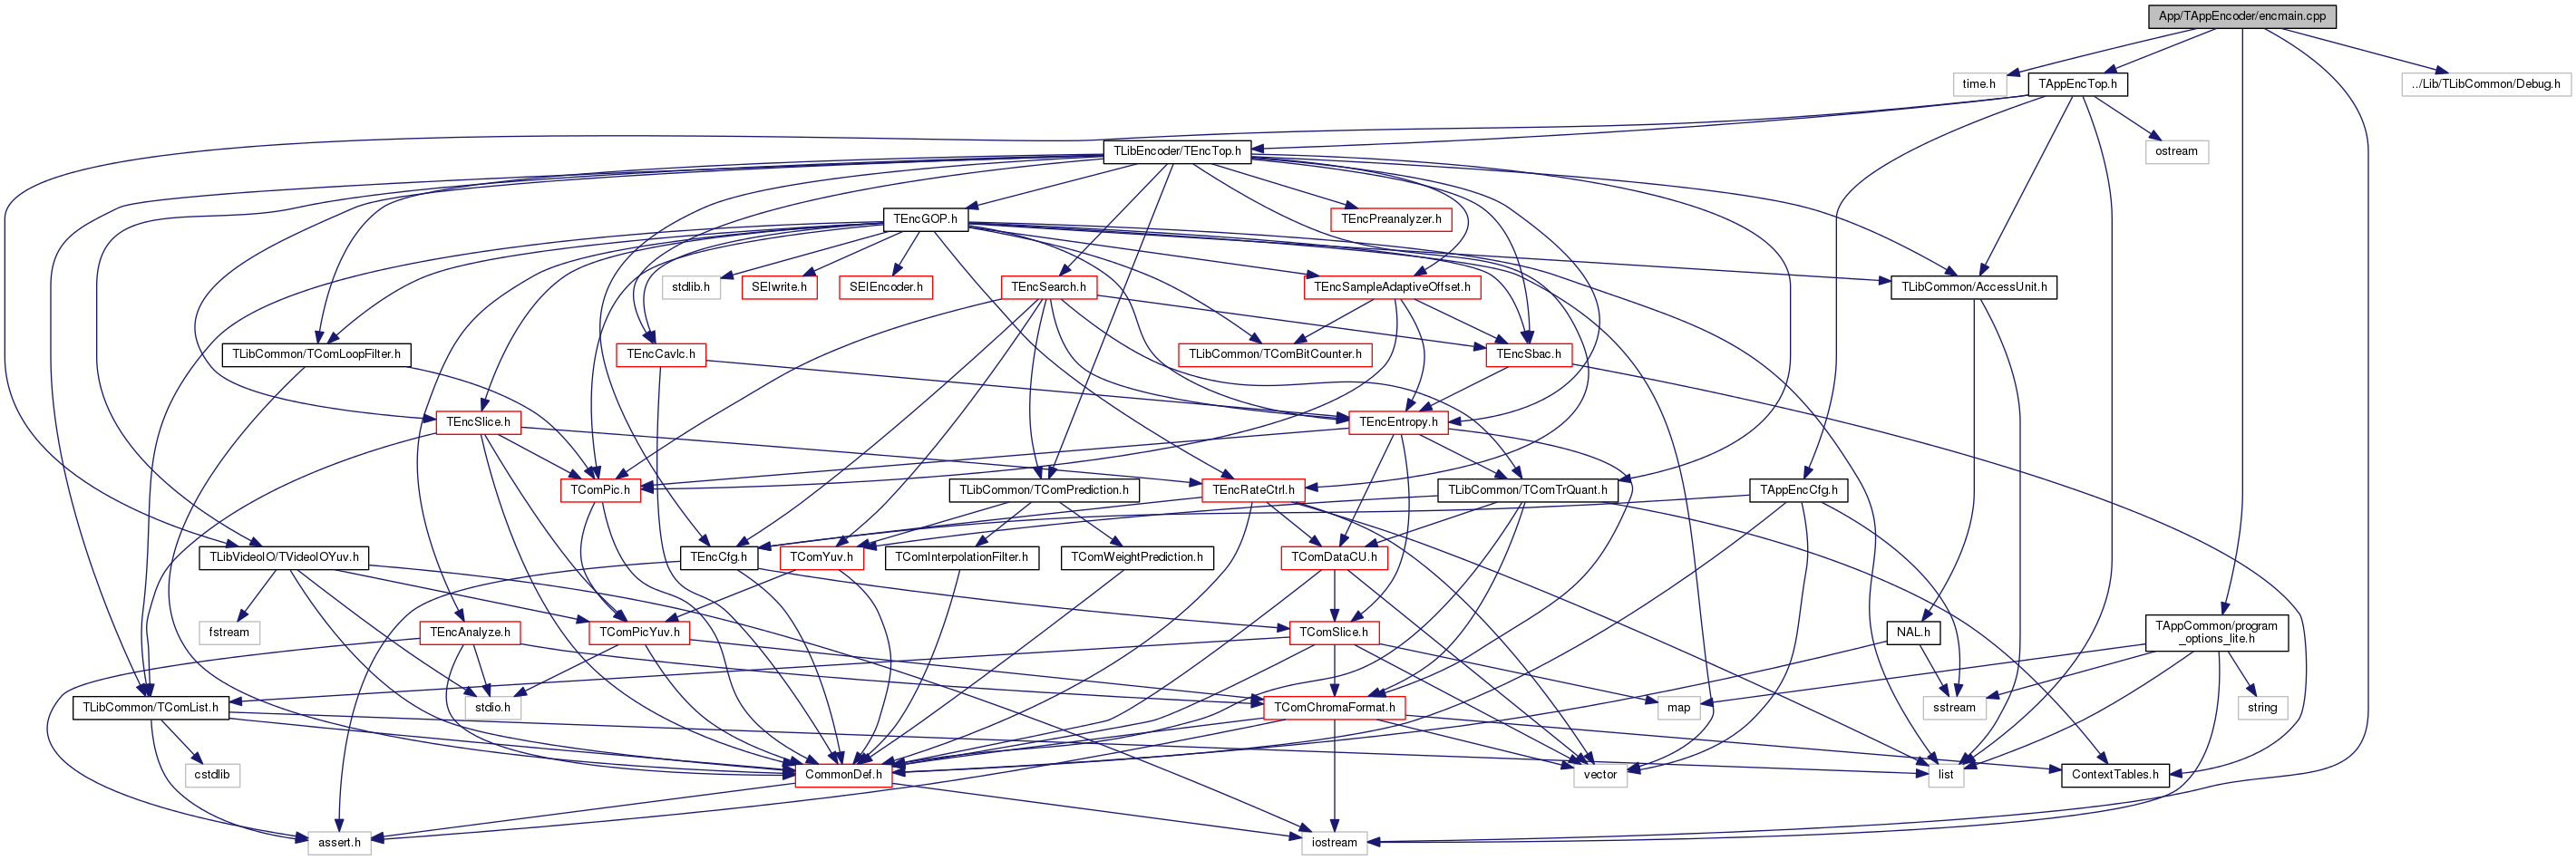 App/TAppEncoder/encmain.cpp
time.h
TAppEncTop.h
../Lib/TLibCommon/Debug.h
TLibEncoder/TEncTop.h
ostream
TEncGOP.h
TEncPreanalyzer.h
stdlib.h
SEIwrite.h
SEIEncoder.h
TEncSearch.h
TEncSampleAdaptiveOffset.h
TLibCommon/AccessUnit.h
TLibCommon/TComLoopFilter.h
TEncCavlc.h
TLibCommon/TComBitCounter.h
TEncSbac.h
TEncSlice.h
TEncEntropy.h
TComPic.h
TLibCommon/TComPrediction.h
TEncRateCtrl.h
TLibCommon/TComTrQuant.h
TAppEncCfg.h
TLibVideoIO/TVideoIOYuv.h
TEncCfg.h
TComYuv.h
TComInterpolationFilter.h
TComWeightPrediction.h
TComDataCU.h
fstream
TEncAnalyze.h
TComPicYuv.h
TComSlice.h
NAL.h
TAppCommon/program
_options_lite.h
TLibCommon/TComList.h
stdio.h
TComChromaFormat.h
map
sstream
string
cstdlib
CommonDef.h
vector
list
ContextTables.h
assert.h
iostream